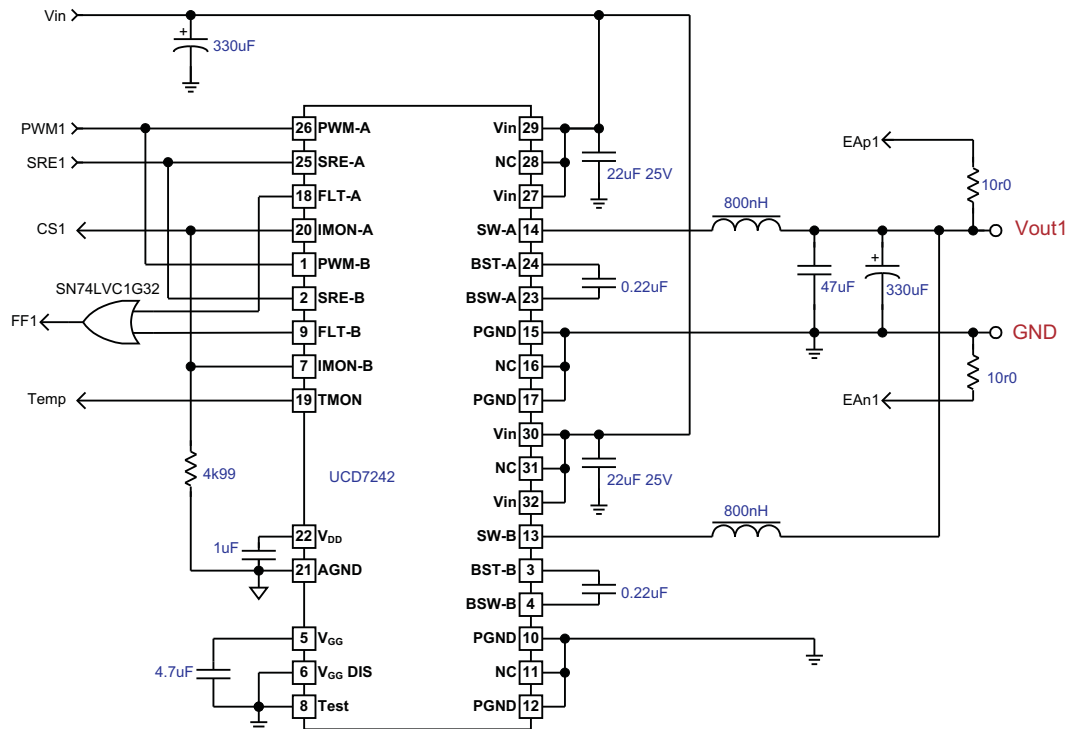 Vin
+
330uF
PWM1
26 PWM-A
Vin 29
EAp1
SRE1
25 SRE-A
NC 28
22uF 25V
10r0
18 FLT-A
Vin 27
800nH
CS1
20 IMON-A
SW-A 14
Vout1
1 PWM-B
BST-A 24
+
SN74LVC1G32
2 SRE-B
BSW-A 23
0.22uF
47uF
330uF
FF1
9 FLT-B
PGND 15
GND
7 IMON-B
NC 16
10r0
Temp
19 TMON
PGND 17
EAn1
Vin 30
4k99
UCD7242
NC 31
22uF 25V
Vin 32
800nH
1uF
22 VDD
SW-B 13
21 AGND
BST-B 3
0.22uF
BSW-B 4
5 VGG
PGND 10
4.7uF
6 VGG DIS
NC 11
8 Test
PGND 12